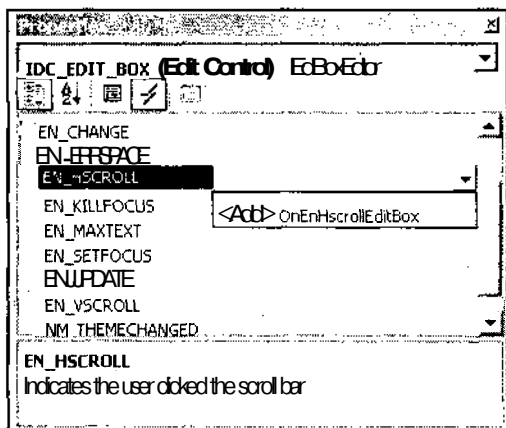 IDC_EDIT_BOX (Edit Control) EdBoxEdor
EN_CHANGE
EN_ERRSPACE
EN_HSCROLL
EN_KILLFOCUS
<Add> OnEnHscrollEditBox
EN_MAXTEXT
EN_SETFOCUS
EN_UPDATE
EN_VSCROLL
NM_THEMECHANGED
EN_HSCROLL
Indicates the user clicked the scroll bar